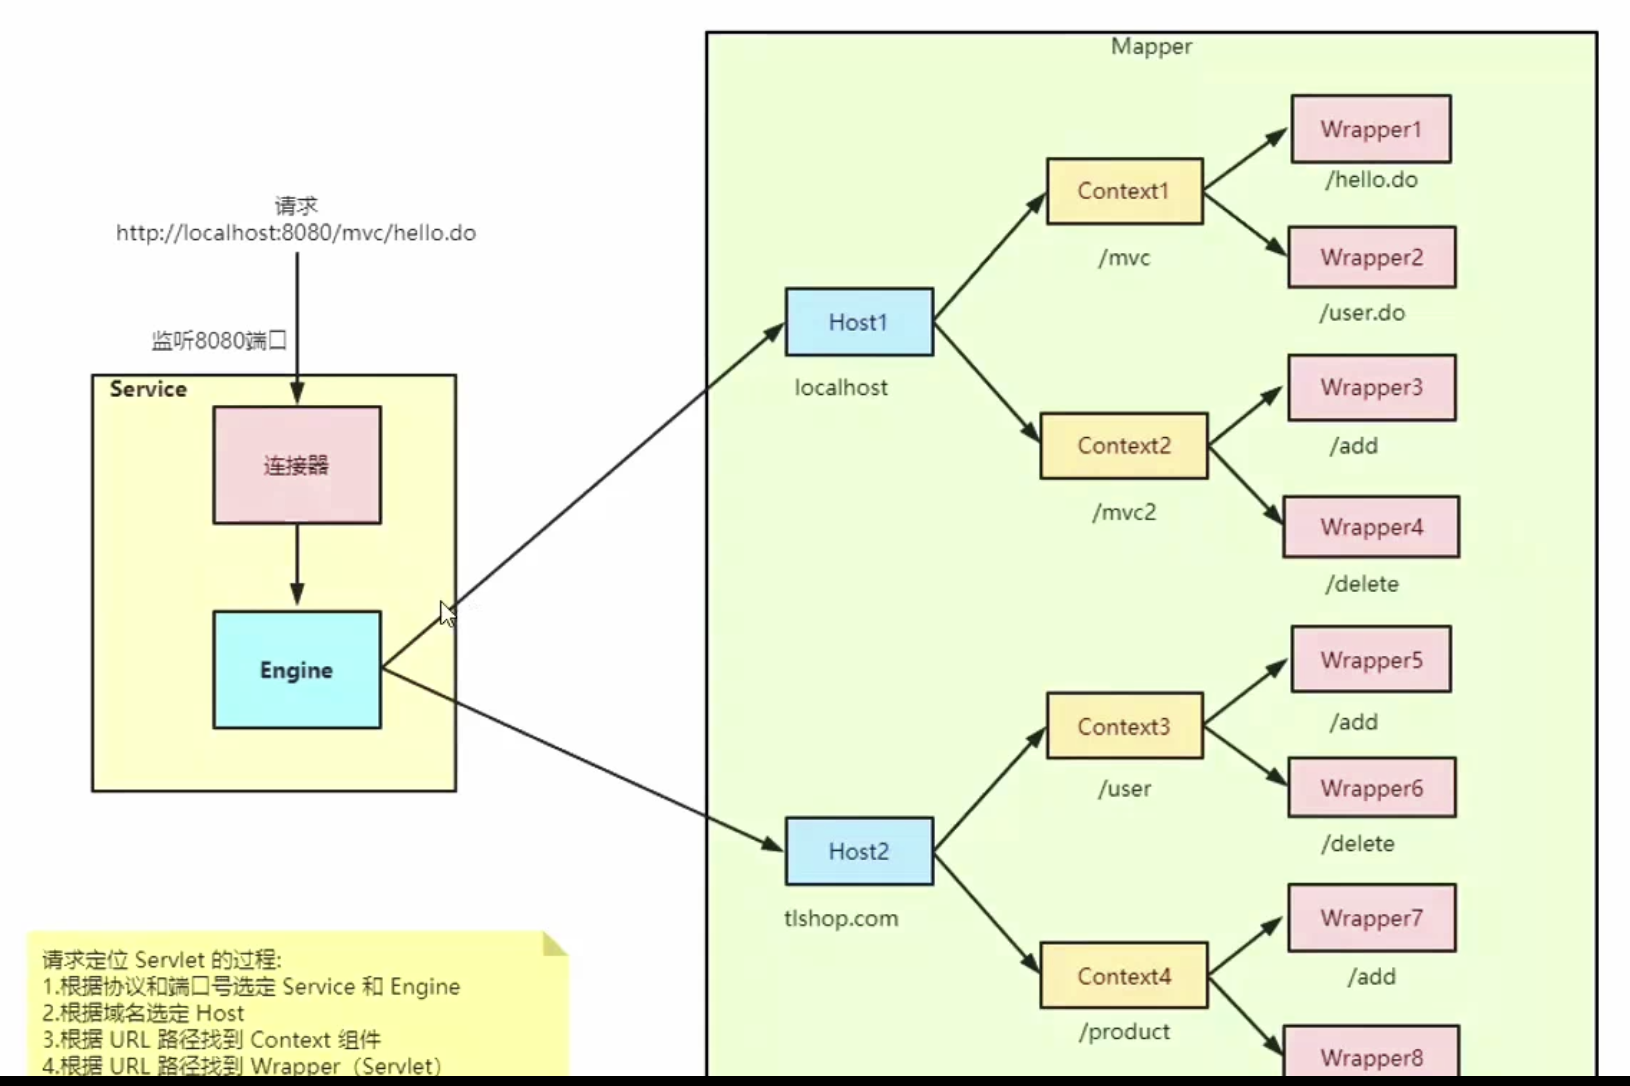 Mapper
请求
http://localhost:8080/mvc/hello.do
监听8080端口
Service
连接器
Engine
Host1
localhost
Context1
/mvc
Wrapper1
/hello.do
Wrapper2
/user.do
Context2
/mvc2
Wrapper3
/add
Wrapper4
/delete
Host2
tlshop.com
Context3
/user
Wrapper5
/add
Wrapper6
/delete
Context4
/product
Wrapper7
/add
Wrapper8
请求定位 Servlet 的过程:
1.根据协议和端口号选定 Service 和 Engine
2.根据域名选定 Host
3.根据 URL 路径找到 Context 组件
4.根据 URL 路径找到 Wrapper（Servlet）